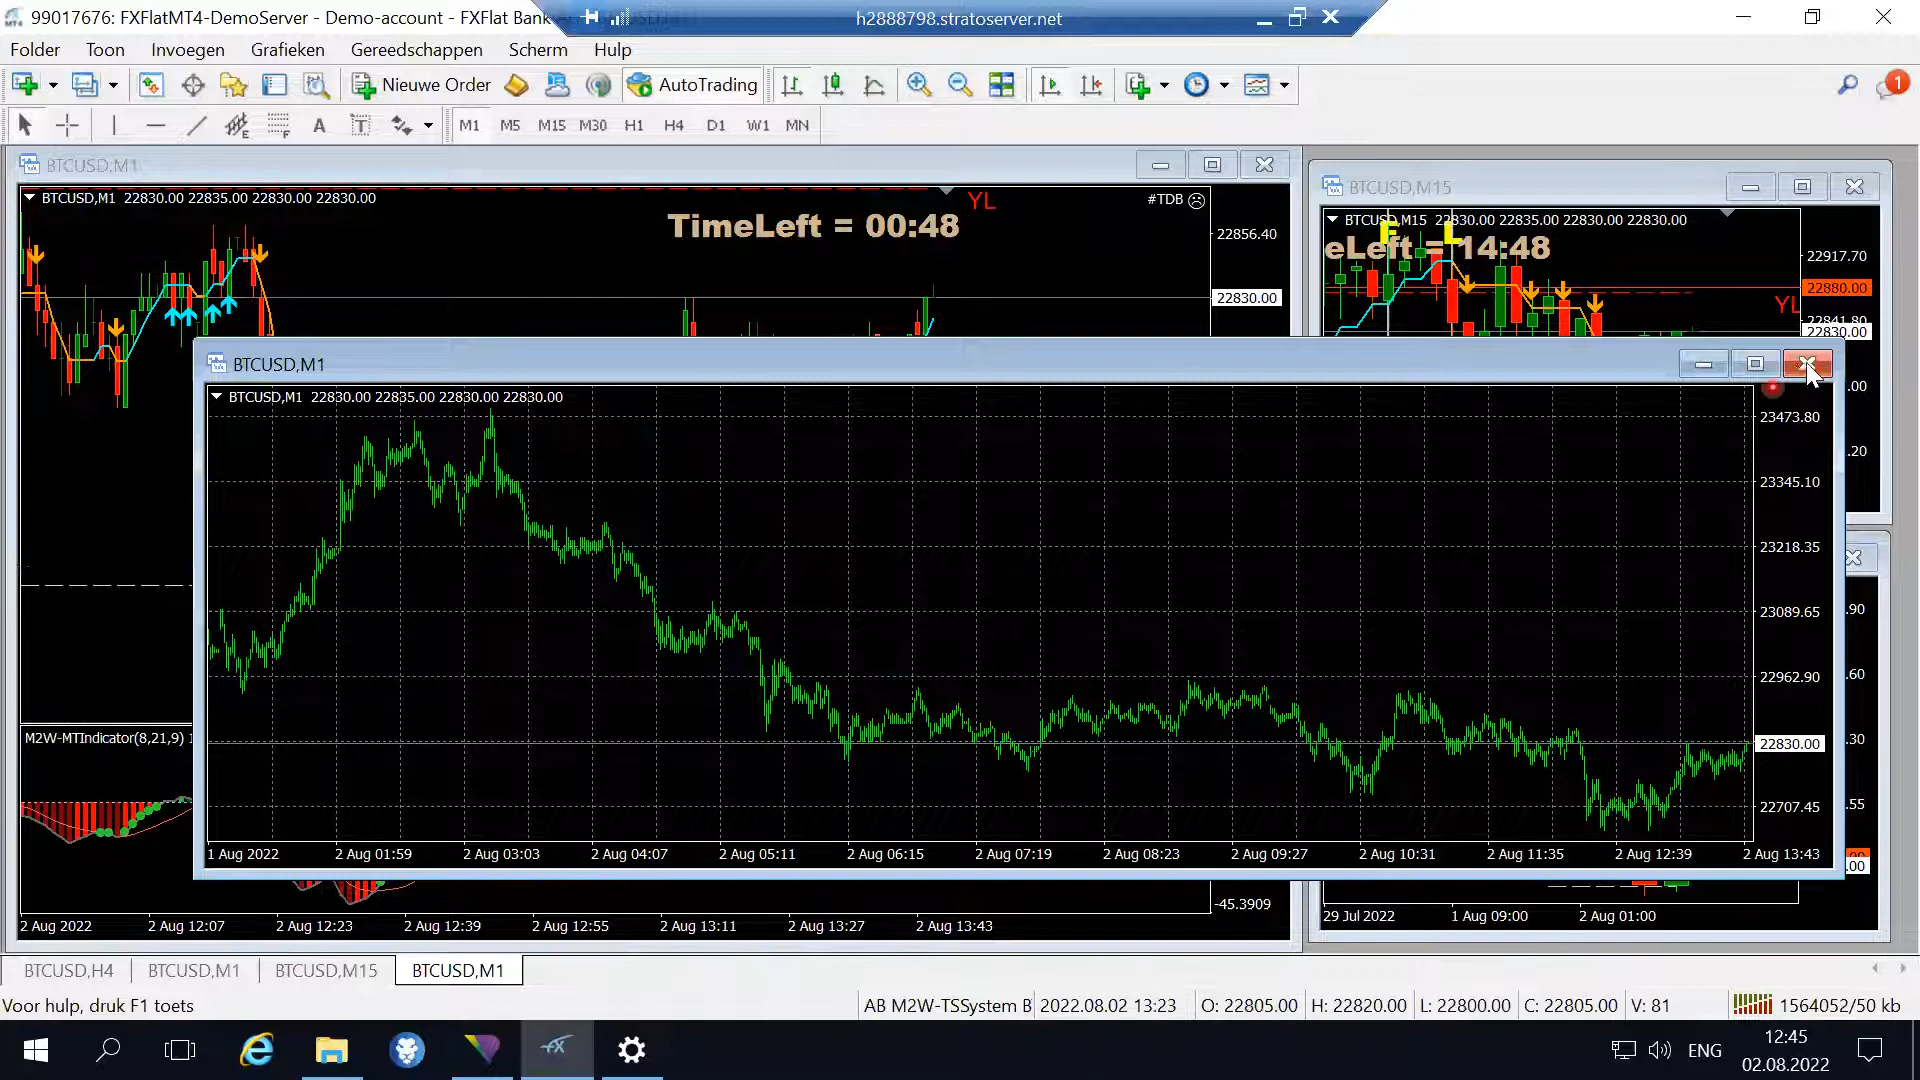 99017676: FXFlatMT4-DemoServer - Demo-account - FXFlat Bank
h2888798.stratoserver.net
Folder Toon Invoegen Grafieken Gereedschappen Scherm Hulp
Nieuwe Order AutoTrading
1
A T M1 M5 M15 M30 H1 H4 D1 W1 MN
BTCUSD,M1
BTCUSD,M1 22830.00 22835.00 22830.00 22830.00
TimeLeft = 00:48
YL
#TDB
22856.40
22830.00
BTCUSD,M15
BTCUSD,M15 22830.00 22835.00 22830.00 22830.00
eLeft = 14:48
F
L
YL
22917.70
22880.00
22841.80
22830.00
BTCUSD,M1
BTCUSD,M1 22830.00 22835.00 22830.00 22830.00
23473.80
23345.10
23218.35
23089.65
22962.90
22830.00
22707.45
1 Aug 2022 2 Aug 01:59 2 Aug 03:03 2 Aug 04:07 2 Aug 05:11 2 Aug 06:15 2 Aug 07:19 2 Aug 08:23 2 Aug 09:27 2 Aug 10:31 2 Aug 11:35 2 Aug 12:39 2 Aug 13:43
.00
.20
.90
.60
.30
.55
.00
M2W-MTIndicator(8,21,9)
-45.3909
2 Aug 2022 2 Aug 12:07 2 Aug 12:23 2 Aug 12:39 2 Aug 12:55 2 Aug 13:11 2 Aug 13:27 2 Aug 13:43
29 Jul 2022 1 Aug 09:00 2 Aug 01:00
BTCUSD,H4 BTCUSD,M1 BTCUSD,M15 BTCUSD,M1
Voor hulp, druk F1 toets
AB M2W-TSSystem B 2022.08.02 13:23 O: 22805.00 H: 22820.00 L: 22800.00 C: 22805.00 V: 81 1564052/50 kb
ENG
12:45
02.08.2022